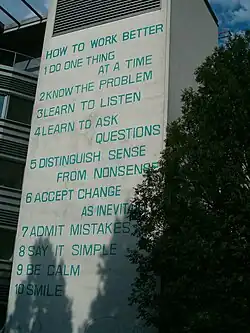 HOW TO WORK BETTER
1 DO ONE THING
AT A TIME
2 KNOW THE PROBLEM
3 LEARN TO LISTEN
4 LEARN TO ASK
QUESTIONS
5 DISTINGUISH SENSE
FROM NONSENSE
6 ACCEPT CHANGE
AS INEVITA
7 ADMIT MISTAKES
8 SAY IT SIMPLE
9 BE CALM
10 SMILE